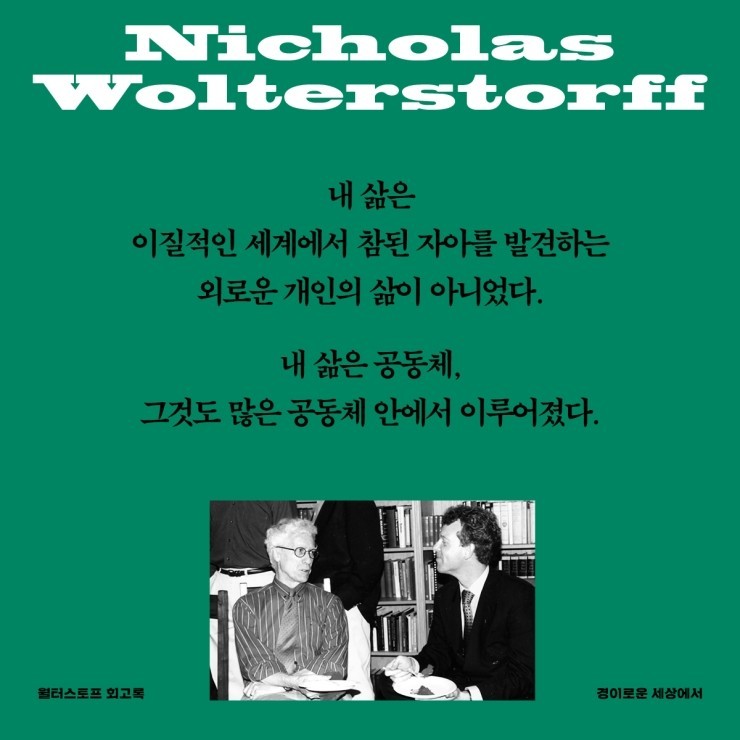 Nicholas
Wolterstorff
내 삶은
이질적인 세계에서 참된 자아를 발견하는
외로운 개인의 삶이 아니었다.
내 삶은 공동체,
그것도 많은 공동체 안에서 이루어졌다.
월터스토프 회고록
경이로운 세상에서